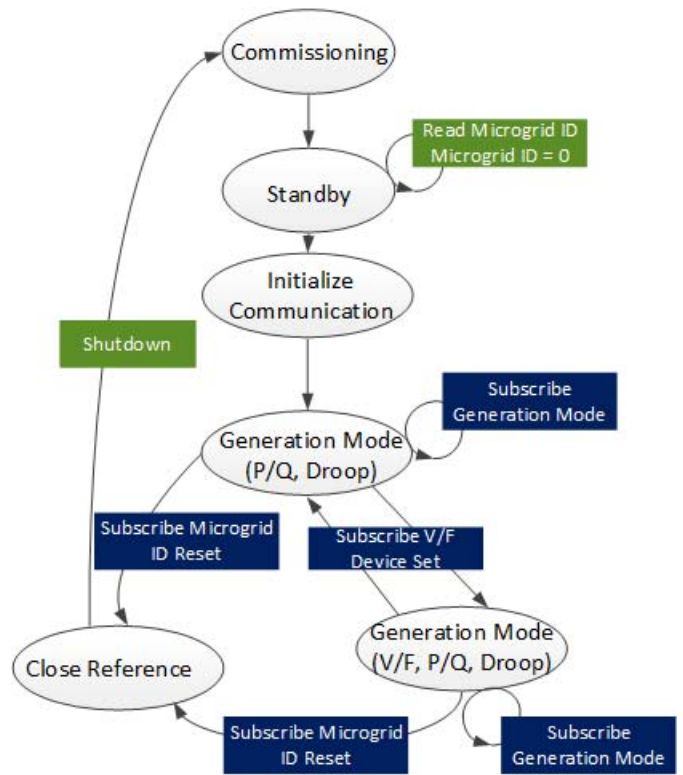 Commissioning
Read Microgrid ID
Microgrid ID = 0
Standby
Initialize
Communication
Shutdown
Subscribe
Generation Mode
Generation Mode
(P/Q, Droop)
Subscribe Microgrid
ID Reset
Subscribe V/F
Device Set
Generation Mode
(V/F, P/Q, Droop)
Close Reference
Subscribe Microgrid
ID Reset
Subscribe
Generation Mode